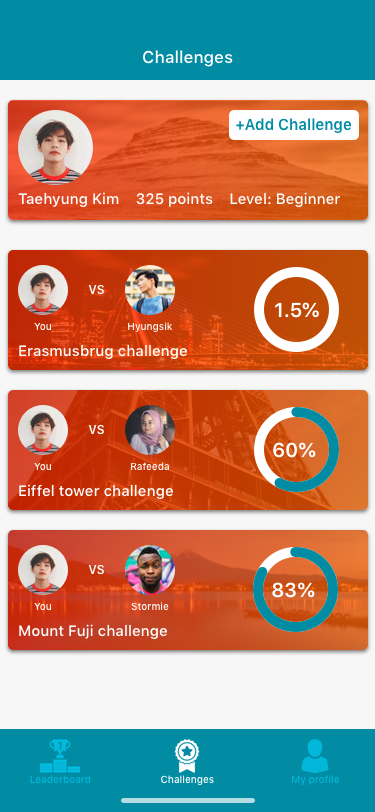 Challenges
+Add Challenge
Taehyung Kim 325 points Level: Beginner
VS
You Hyungsik
1.5%
Erasmusbrug challenge
VS
You Rafeeda
60%
Eiffel tower challenge
VS
You Stormie
83%
Mount Fuji challenge
Leaderboard Challenges My profile